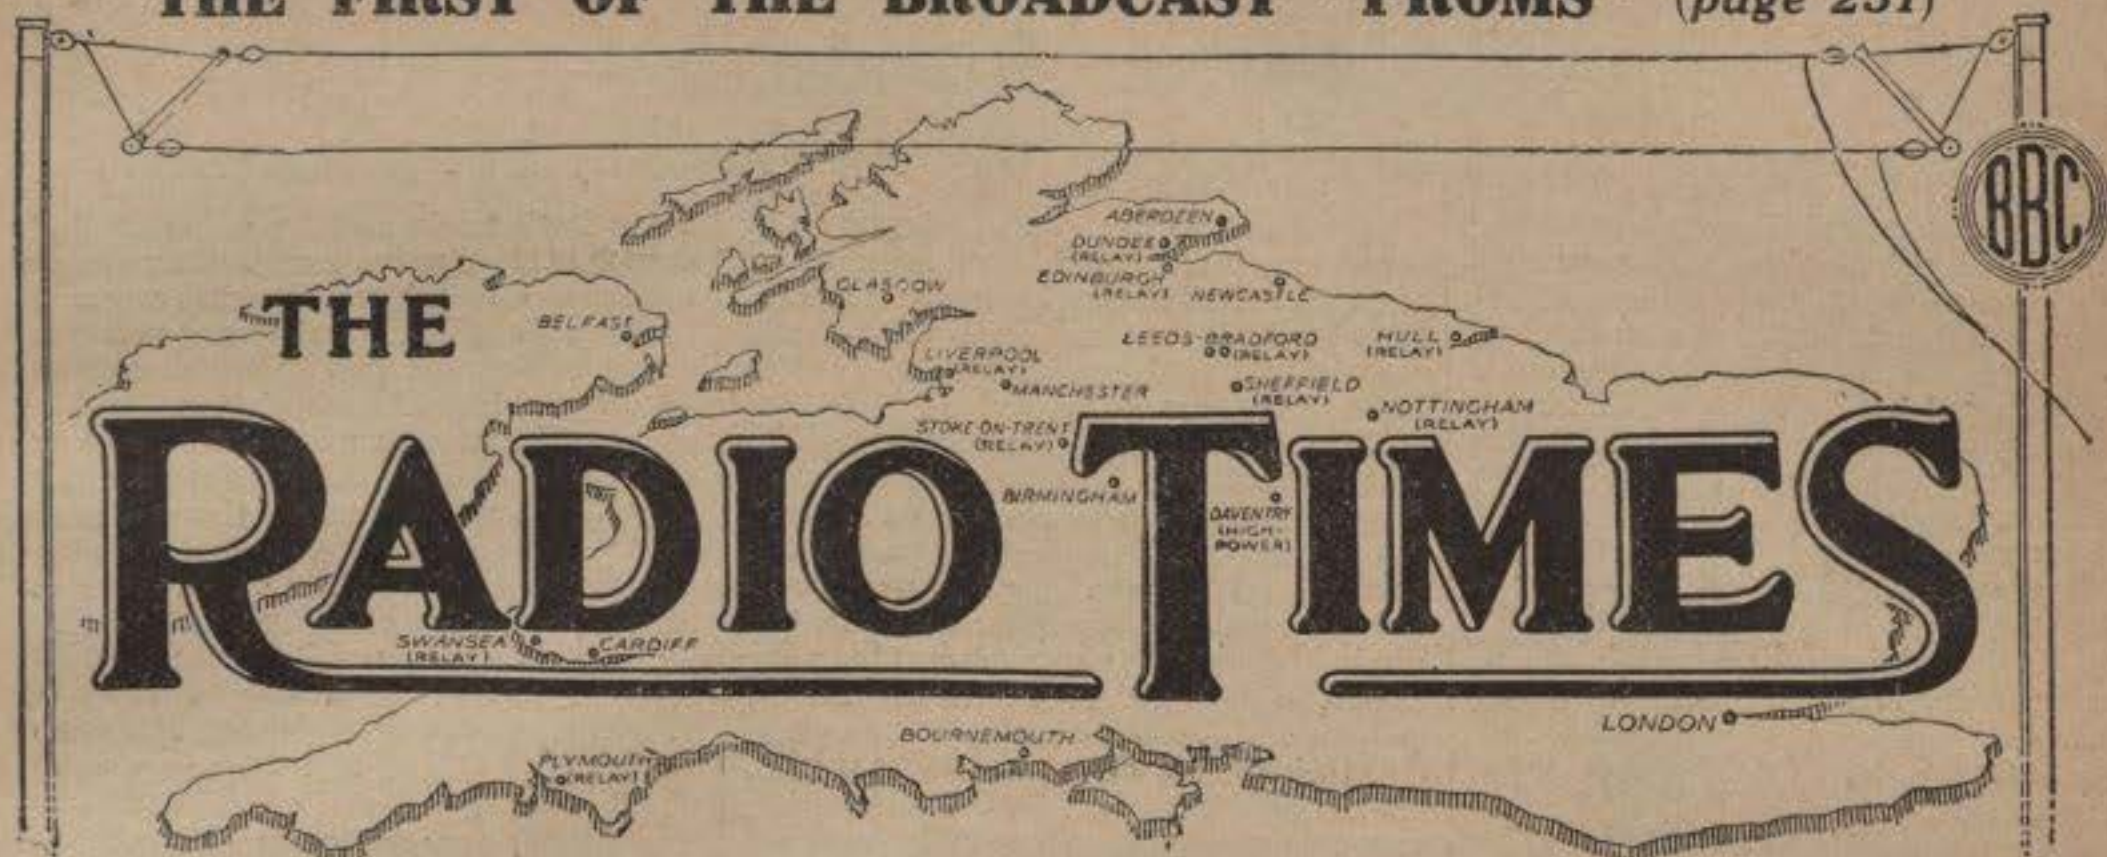 THE FIRST OF THE BROADCAST "PROMS" (page 251)
BBC
ABERDEEN
DUNDEE
(RELAY)
EDINBURGH
(RELAY)
NEWCASTLE
GLASGOW
THE
BELFAST
LEEDS-BRADFORD
(RELAY)
HULL
(RELAY)
LIVERPOOL
(RELAY)
MANCHESTER
SHEFFIELD
(RELAY)
NOTTINGHAM
(RELAY)
STOKE-ON-TRENT
(RELAY)
RADIO TIMES
BIRMINGHAM
DAVENTRY
(HIGH-
POWER)
SWANSEA
(RELAY)
CARDIFF
LONDON
BOURNEMOUTH
PLYMOUTH
(RELAY)